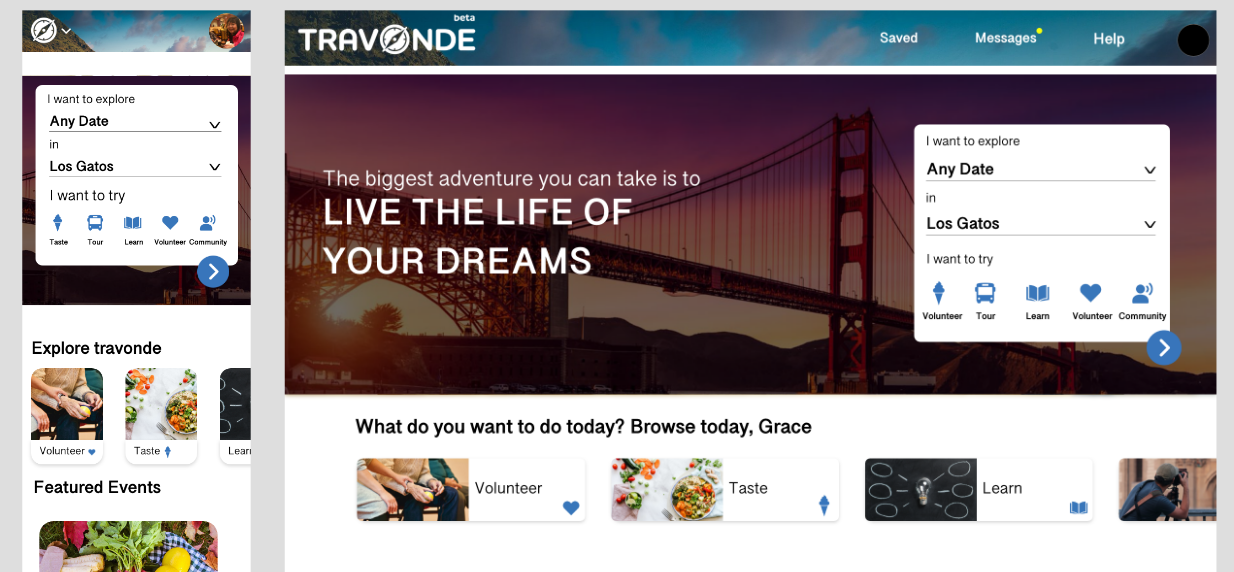 I want to explore
Any Date
in
Los Gatos
I want to try
Taste Tour Learn Volunteer Community
Explore travonde
Volunteer Taste Learn
Featured Events
beta
TRAVONDE
Saved Messages Help
The biggest adventure you can take is to
LIVE THE LIFE OF
YOUR DREAMS
I want to explore
Any Date
in
Los Gatos
I want to try
Volunteer Tour Learn Volunteer Community
What do you want to do today? Browse today, Grace
Volunteer Taste Learn